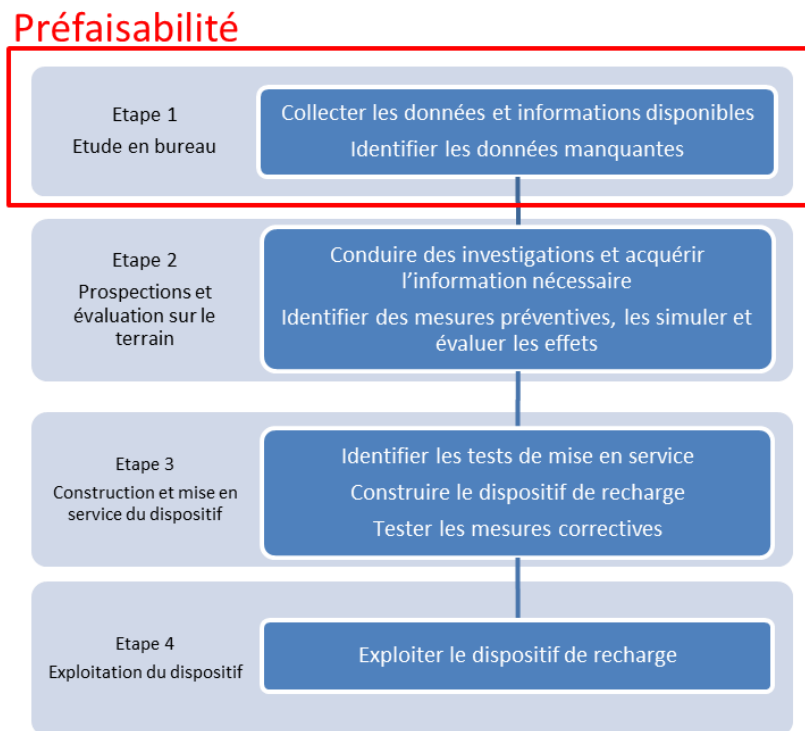 Préfaisabilité
Etape 1
Etude en bureau
Collecter les données et informations disponibles
Identifier les données manquantes
Etape 2
Prospections et
évaluation sur le
terrain
Conduire des investigations et acquérir
l’information nécessaire
Identifier des mesures préventives, les simuler et
évaluer les effets
Etape 3
Construction et mise en
service du dispositif
Identifier les tests de mise en service
Construire le dispositif de recharge
Tester les mesures correctives
Etape 4
Exploitation du dispositif
Exploiter le dispositif de recharge